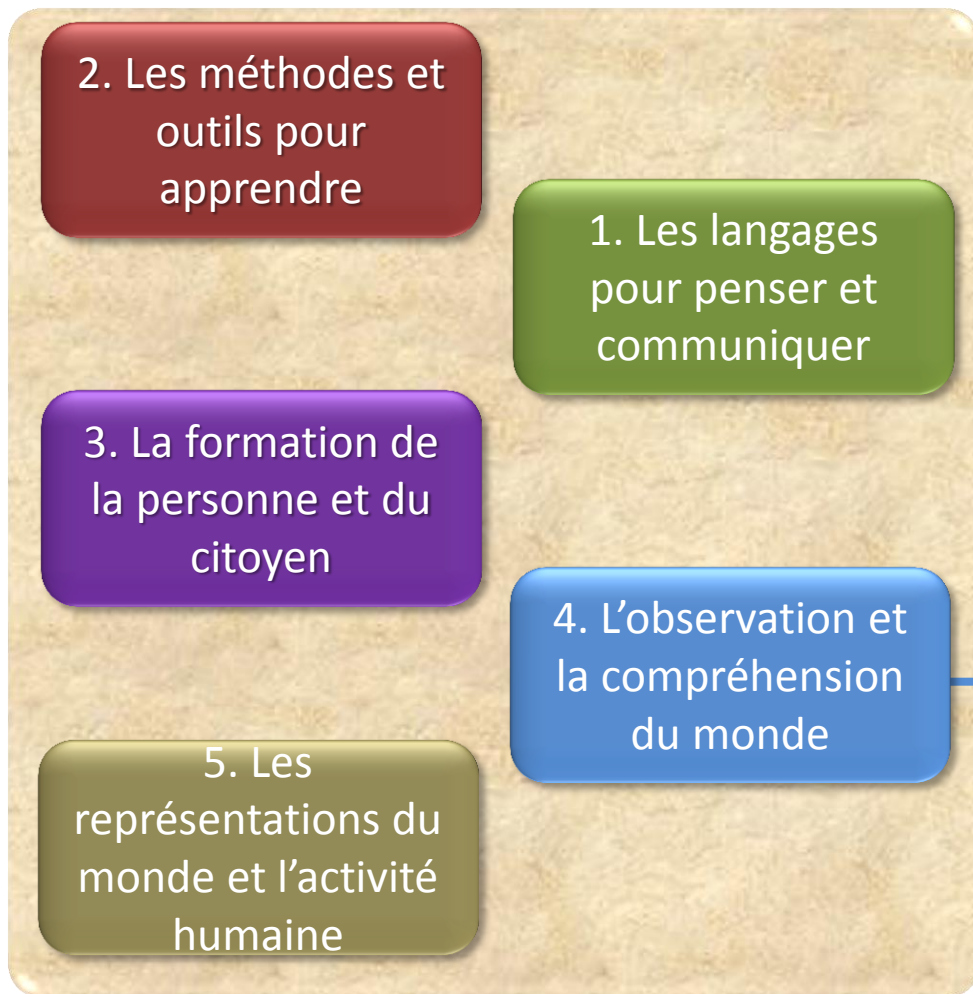 2. Les méthodes et
outils pour
apprendre
1. Les langages
pour penser et
communiquer
3. La formation de
la personne et du
citoyen
4. L’observation et
la compréhension
du monde
5. Les
représentations du
monde et l’activité
humaine